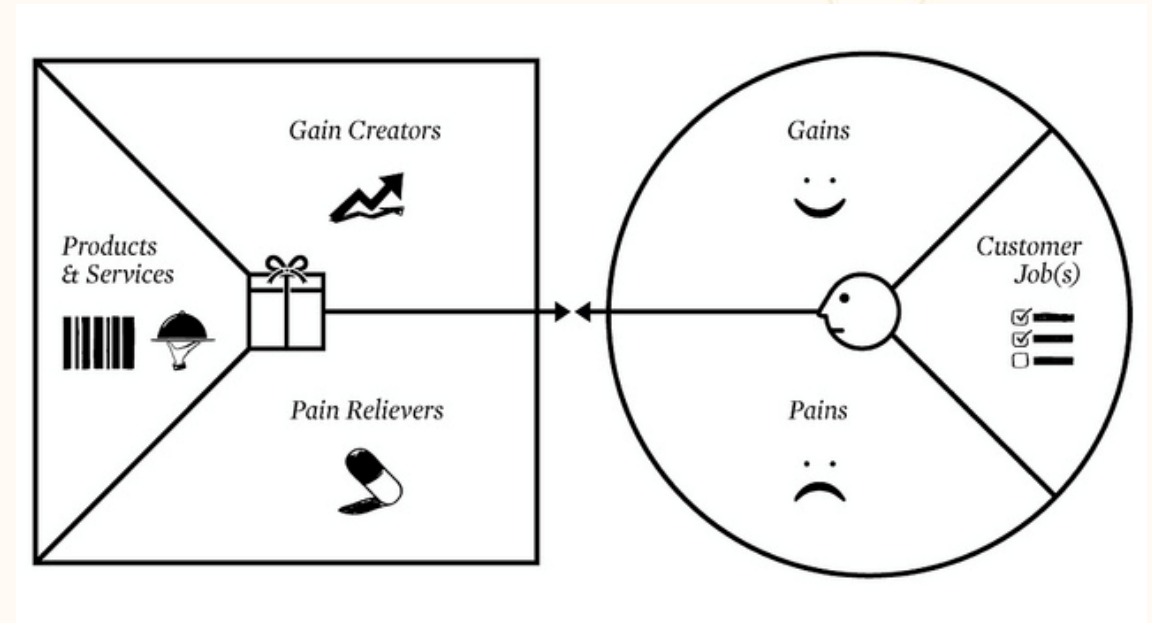 Gain Creators
Products
& Services
Pain Relievers
Gains
Customer
Job(s)
Pains